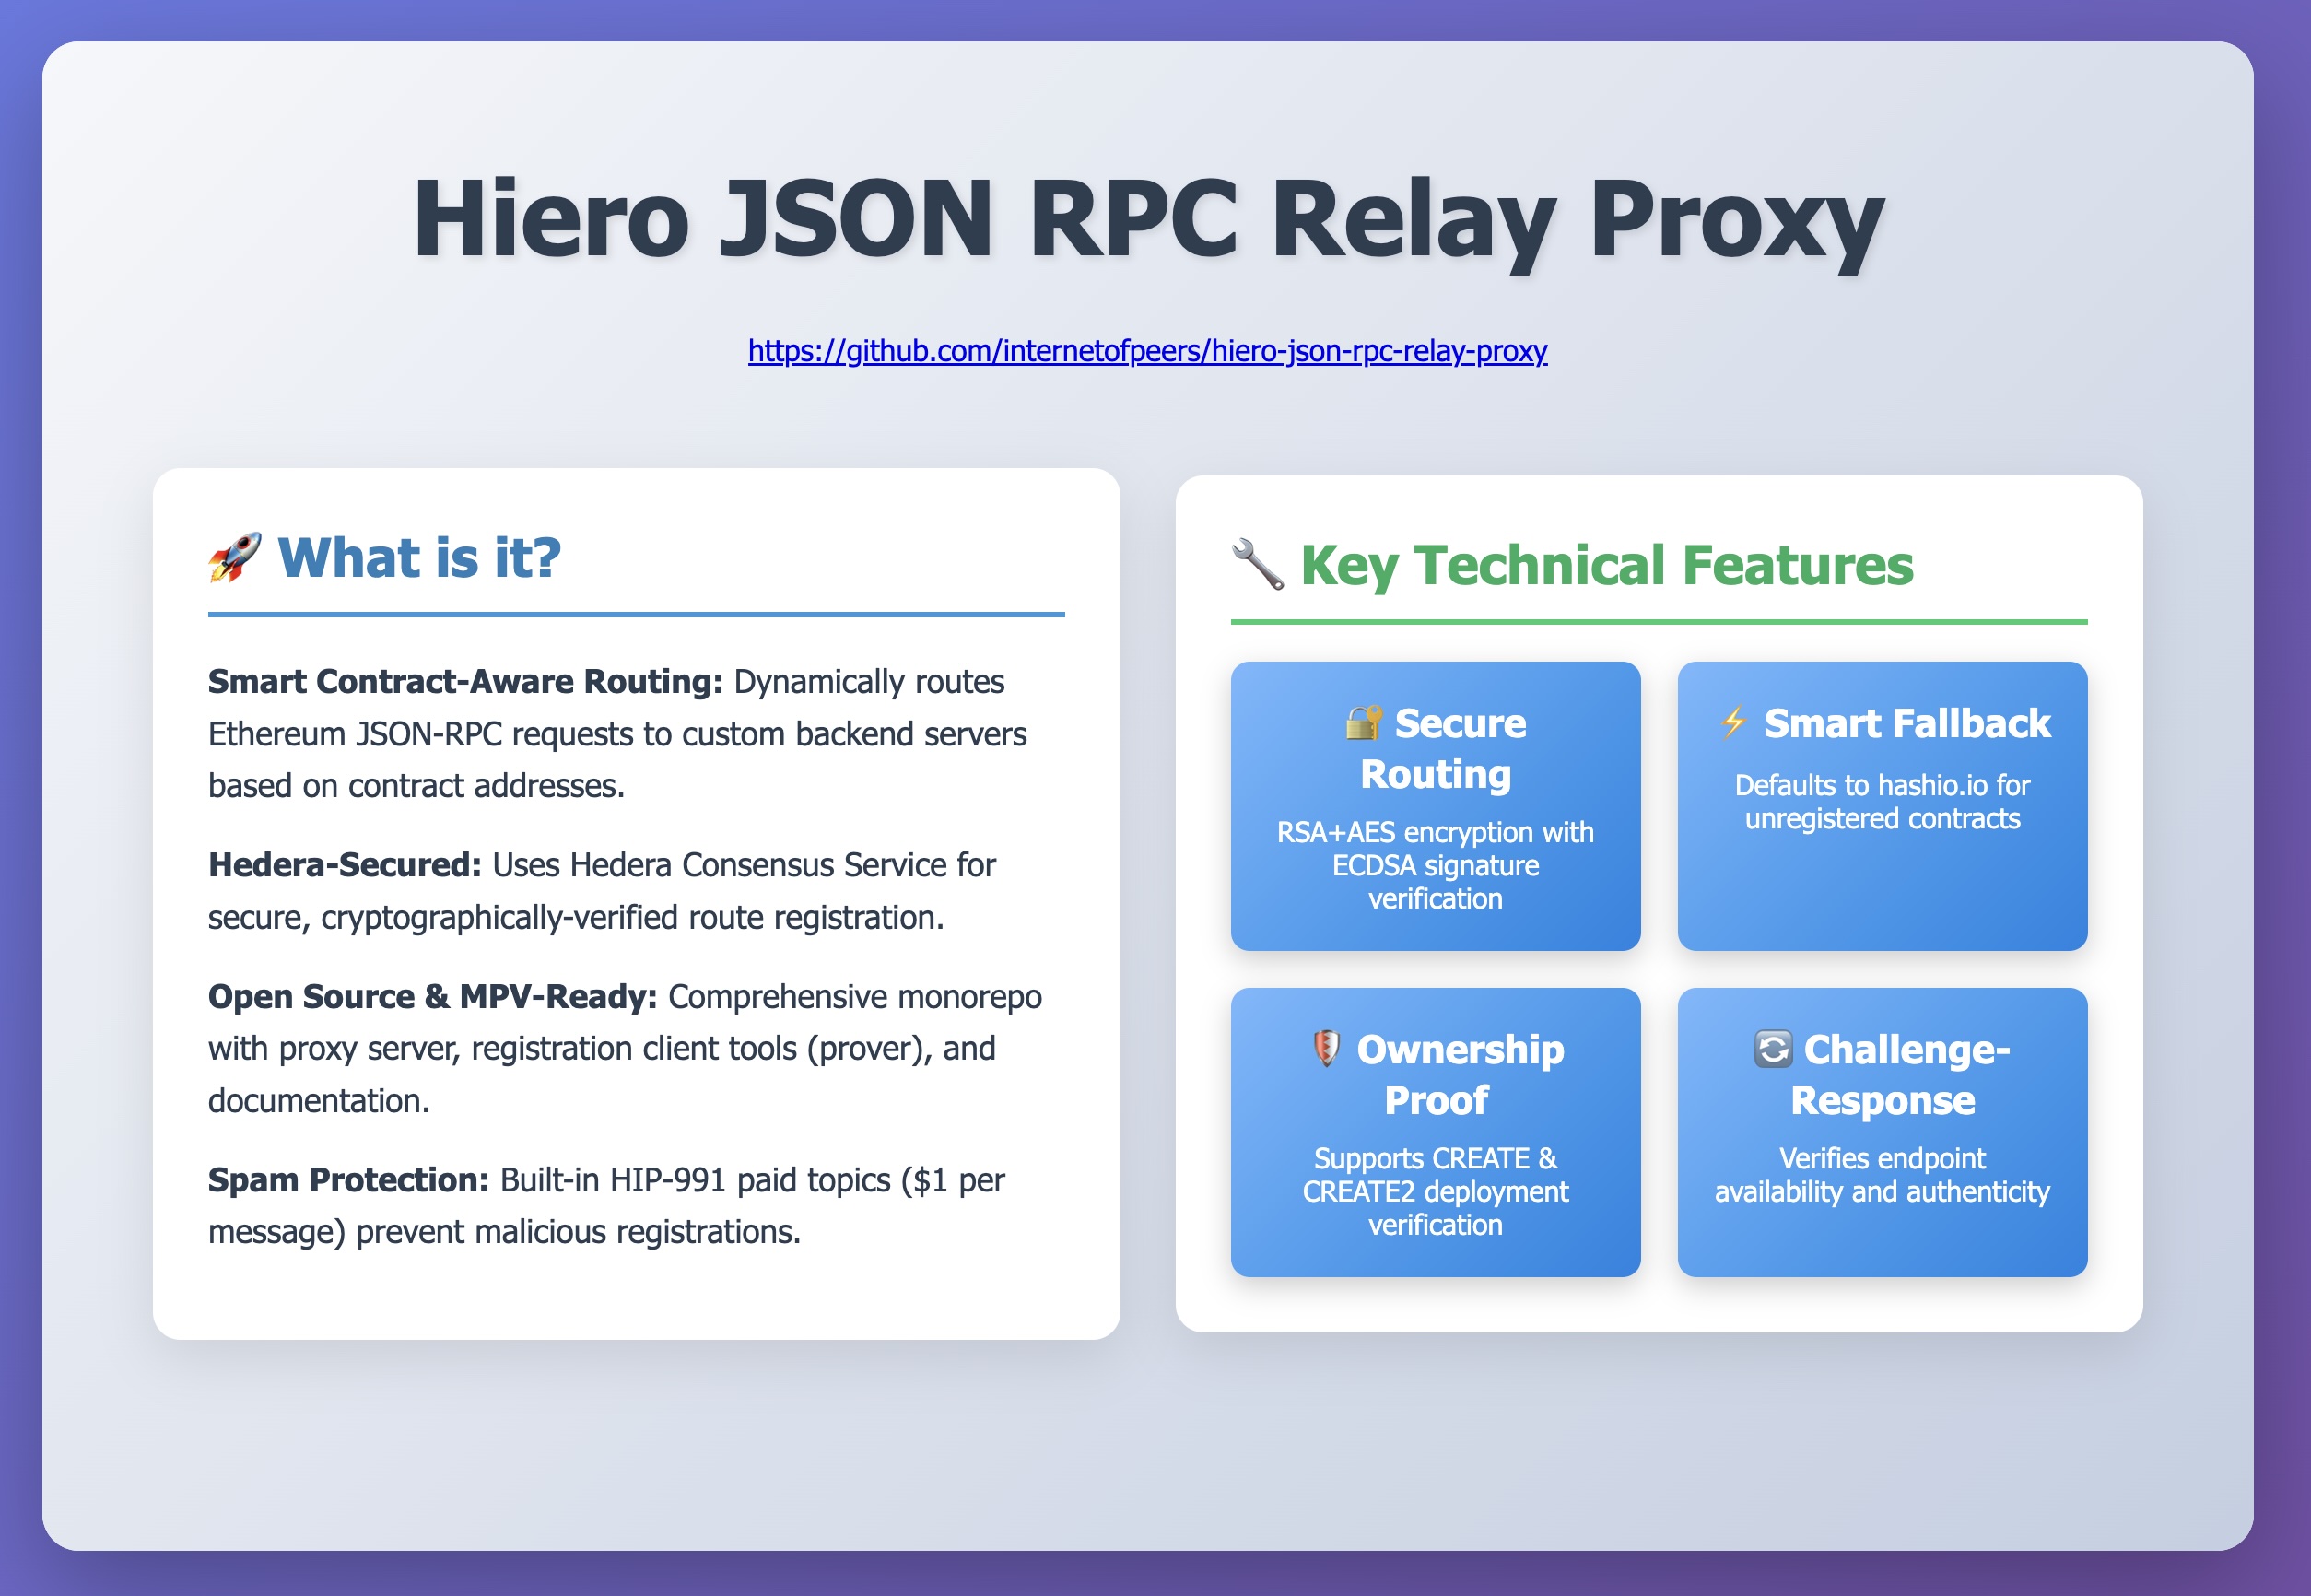 Hiero JSON RPC Relay Proxy
https://github.com/internetofpeers/hiero-json-rpc-relay-proxy
🚀 What is it?
Smart Contract-Aware Routing: Dynamically routes
Ethereum JSON-RPC requests to custom backend servers
based on contract addresses.
Hedera-Secured: Uses Hedera Consensus Service for
secure, cryptographically-verified route registration.
Open Source & MPV-Ready: Comprehensive monorepo
with proxy server, registration client tools (prover), and
documentation.
Spam Protection: Built-in HIP-991 paid topics ($1 per
message) prevent malicious registrations.
🔧 Key Technical Features
🔐 Secure
Routing
RSA+AES encryption with
ECDSA signature
verification
⚡ Smart Fallback
Defaults to hashio.io for
unregistered contracts
🛡️ Ownership
Proof
Supports CREATE &
CREATE2 deployment
verification
🔄 Challenge-
Response
Verifies endpoint
availability and authenticity